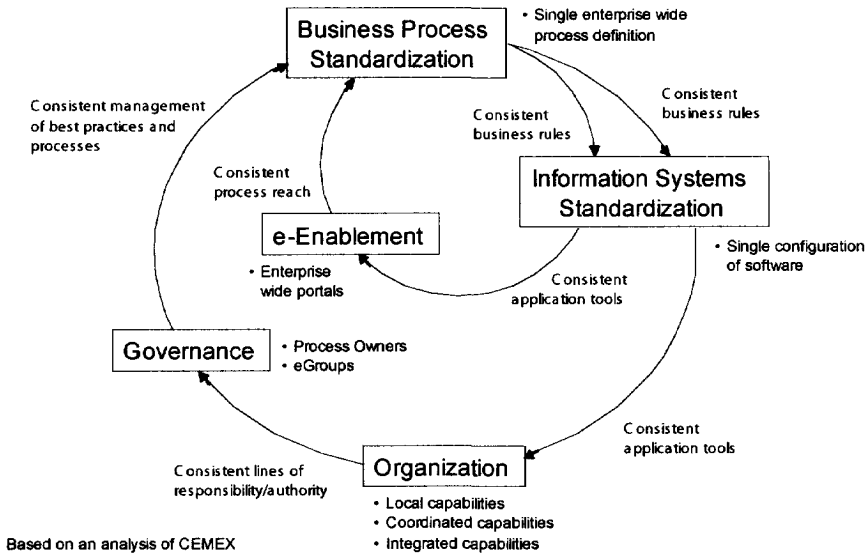 Business Process
Standardization
• Single enterprise wide
process definition
Consistent management
of best practices and
processes
Consistent
business rules
Consistent
business rules
Consistent
process reach
Information Systems
Standardization
• Single configuration
of software
e-Enablement
• Enterprise
wide portals
Consistent
application tools
Governance
• Process Owners
• eGroups
Consistent
application tools
Consistent lines of
responsibility/authority
Organization
• Local capabilities
• Coordinated capabilities
• Integrated capabilities
Based on an analysis of CEMEX